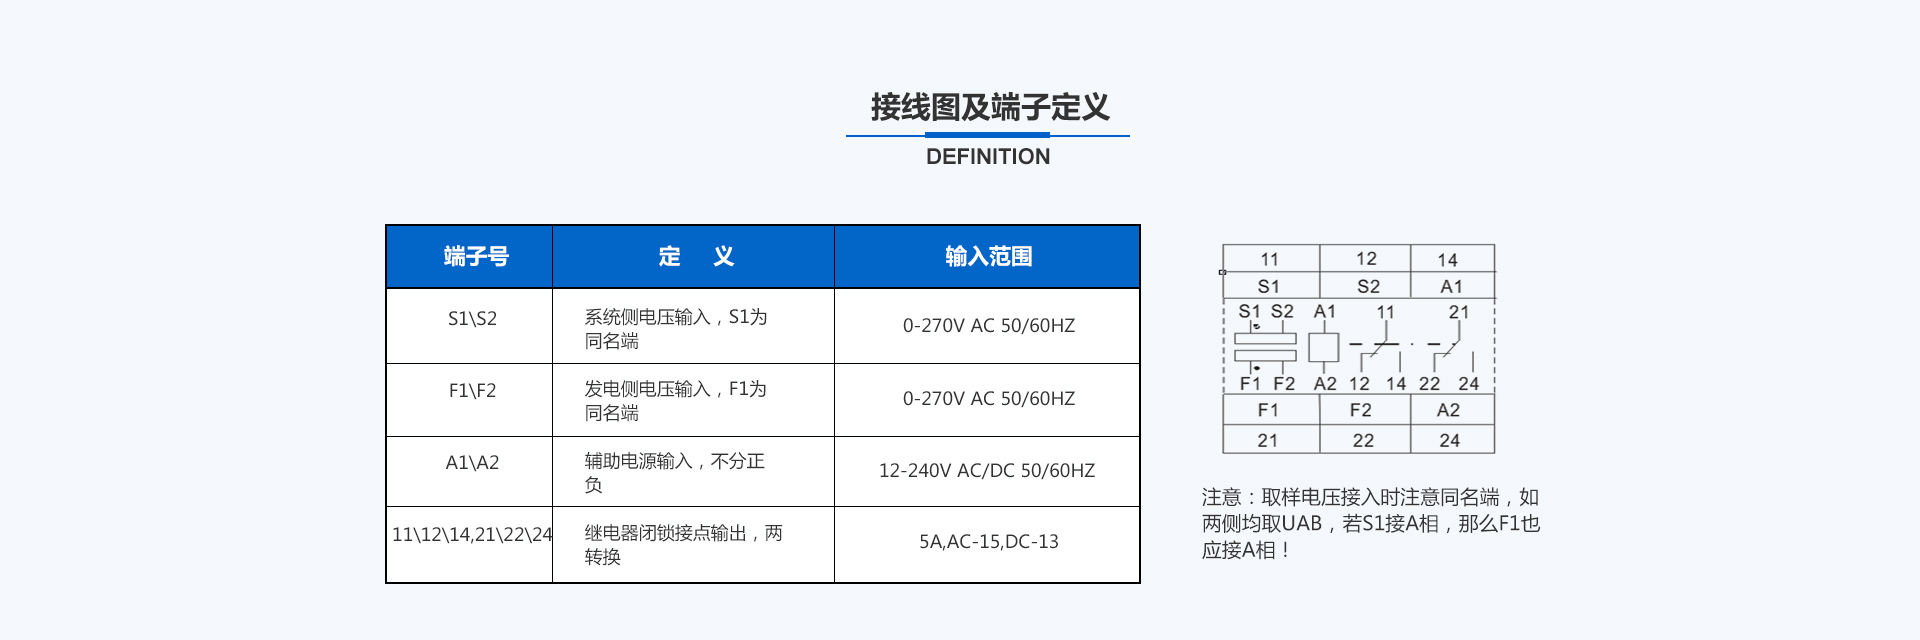 接线图及端子定义
DEFINITION
端子号 定 义 输入范围
S1\S2 系统侧电压输入，S1为
同名端 0-270V AC 50/60HZ
F1\F2 发电侧电压输入，F1为
同名端 0-270V AC 50/60HZ
A1\A2 辅助电源输入，不分正
负 12-240V AC/DC 50/60HZ
11\12\14,21\22\24 继电器闭锁接点输出，两
转换 5A,AC-15,DC-13
11 12 14
S1 S2 A1
S1 S2 A1 11 21
F1 F2 A2 12 14 22 24
F1 F2 A2
21 22 24
注意：取样电压接入时注意同名端，如
两侧均取UAB，若S1接A相，那么F1也
应接A相！